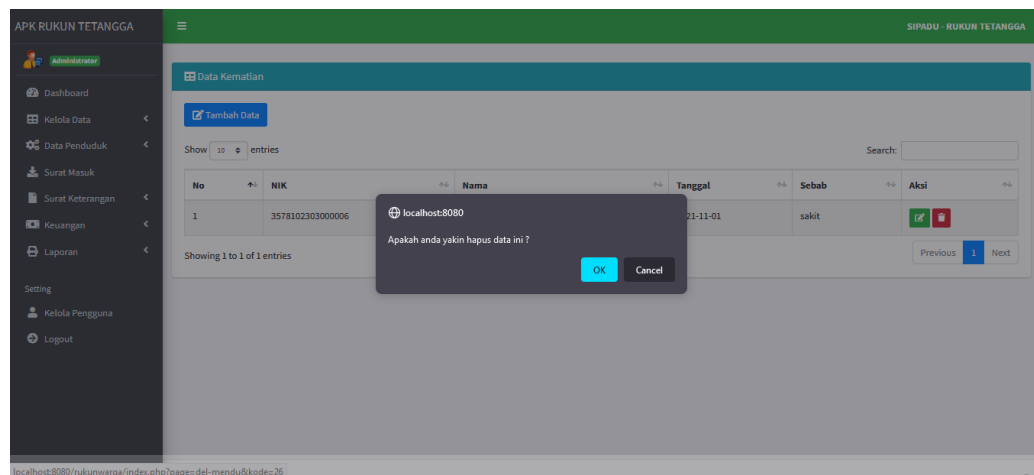 APK RUKUN TETANGGA
SIPADU - RUKUN TETANGGA
Administrator
Dashboard
Kelola Data
Data Penduduk
Surat Masuk
Surat Keterangan
Keuangan
Laporan
Setting
Kelola Pengguna
Logout
Data Kematian
Tambah Data
Show 10 entries
Search:
No NIK Nama Tanggal Sebab Aksi
1 3578102303000006 21-11-01 sakit
Showing 1 to 1 of 1 entries
Previous 1 Next
localhost:8080
Apakah anda yakin hapus data ini ?
OK Cancel
localhost:8080/rukunwarga/index.php?page=del-mendu&kode=26